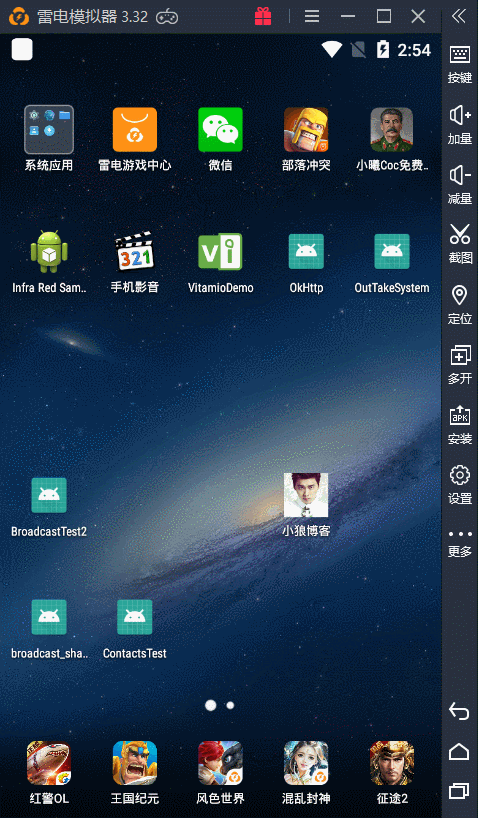 雷电模拟器 3.32
2:54
系统应用
雷电游戏中心
微信
部落冲突
小曦Coc免费..
Infra Red Sam..
手机影音
VitamioDemo
OkHttp
OutTakeSystem
BroadcastTest2
小狼博客
broadcast_sha..
ContactsTest
红警OL
王国纪元
风色世界
混乱封神
征途2
按键
加量
减量
截图
定位
多开
APK
安装
设置
更多
321
Vi